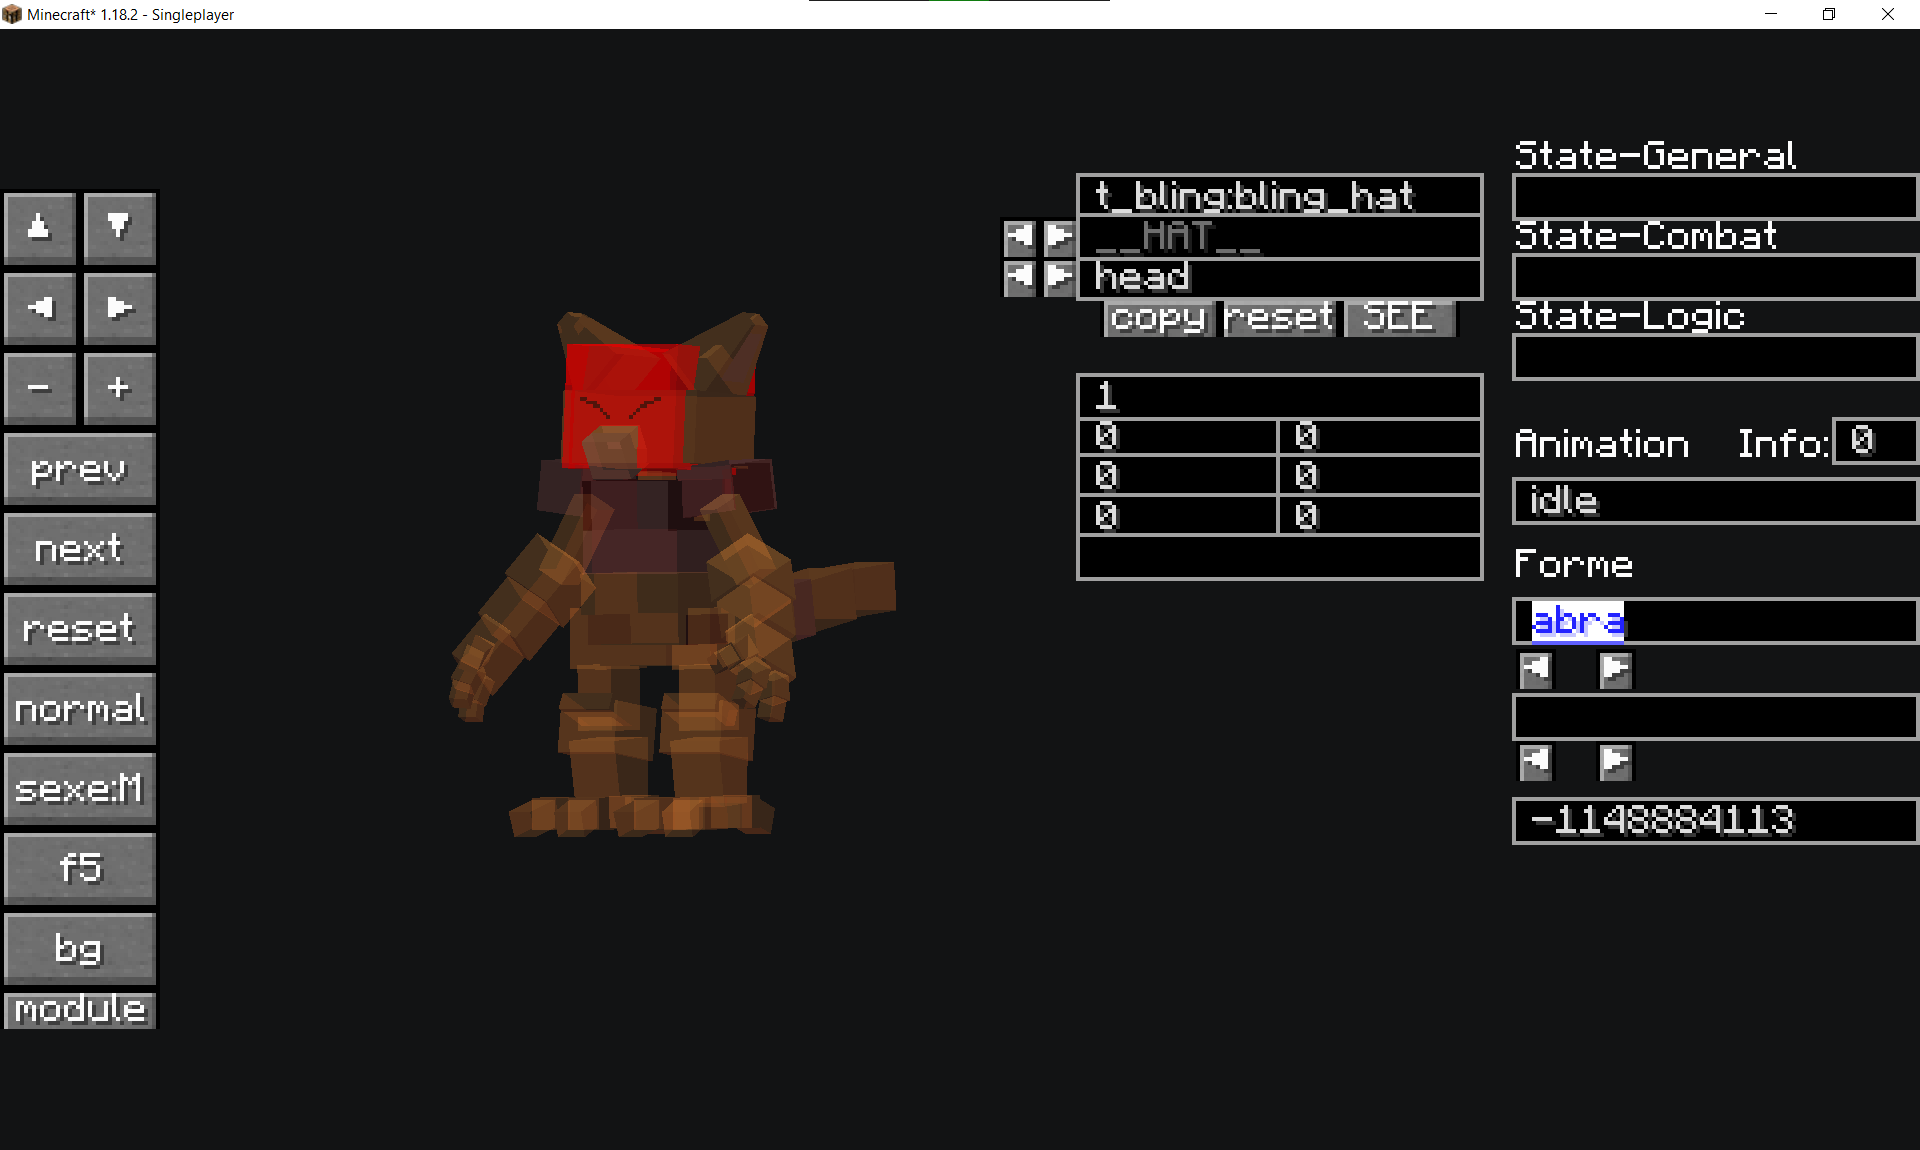 Minecraft* 1.18.2 - Singleplayer
prev
next
reset
normal
sexe:M
f5
bg
module
t_bling:bling_hat
__HAT__
head
copy reset SEE
1
0 0
0 0
0 0
State-General
State-Combat
State-Logic
Animation Info: 0
idle
Forme
abra
-1148884113